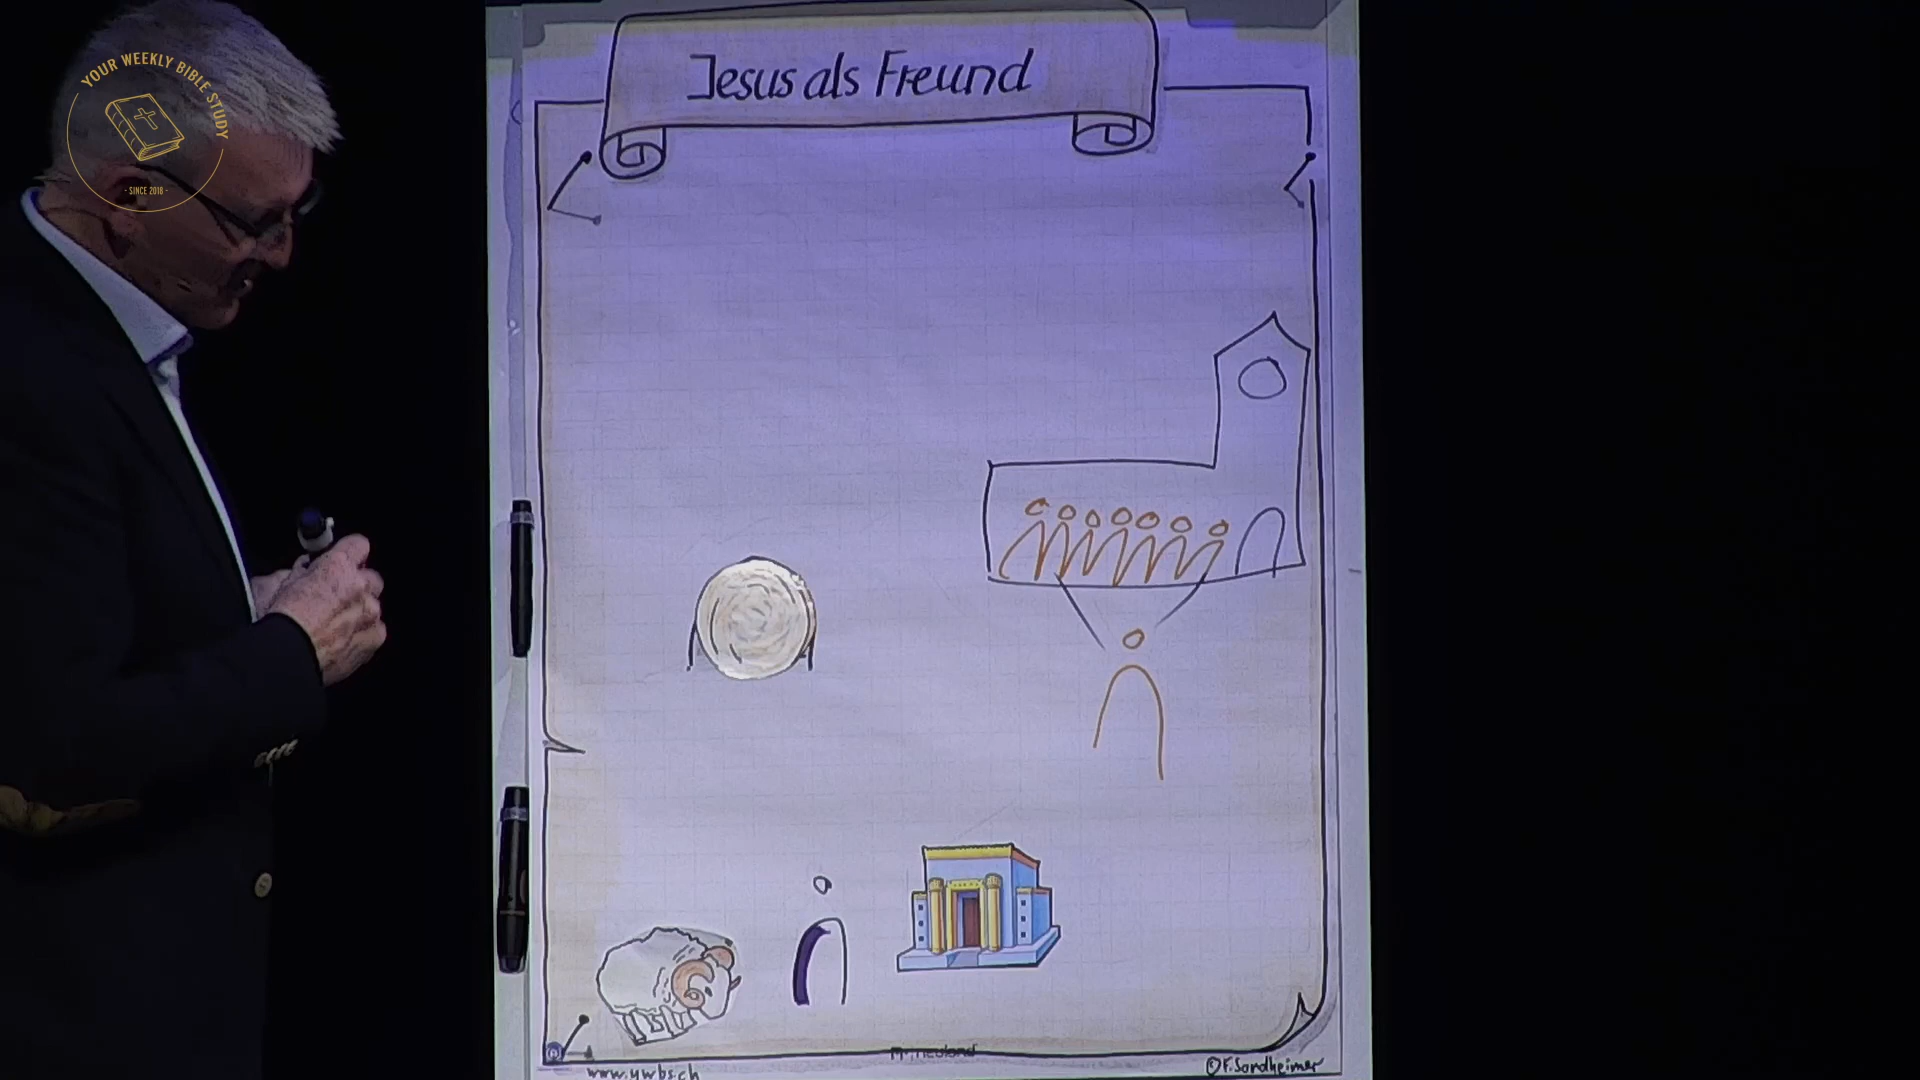 YOUR WEEKLY BIBLE STUDY
- SINCE 2018 -
Jesus als Freund
www.ywbs.ch
©F.Sondheimer